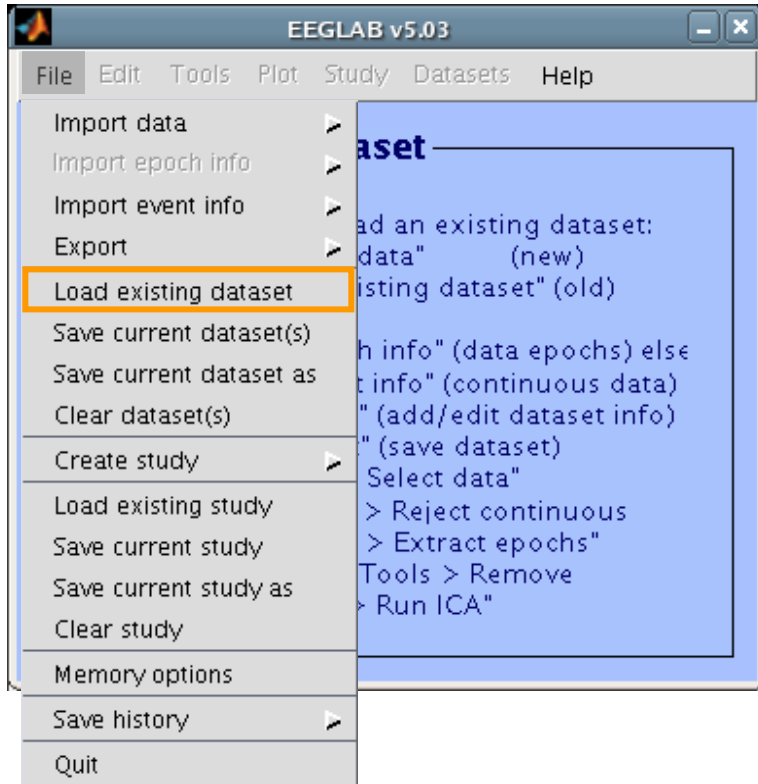 EEGLAB v5.03
File Edit Tools Plot Study Datasets Help
Import data
Import epoch info
Import event info
Export
Load existing dataset
Save current dataset(s)
Save current dataset as
Clear dataset(s)
Create study
Load existing study
Save current study
Save current study as
Clear study
Memory options
Save history
Quit
aset
ad an existing dataset:
data" (new)
isting dataset" (old)
h info" (data epochs) else
t info" (continuous data)
" (add/edit dataset info)
" (save dataset)
Select data"
> Reject continuous
> Extract epochs"
Tools > Remove
> Run ICA"